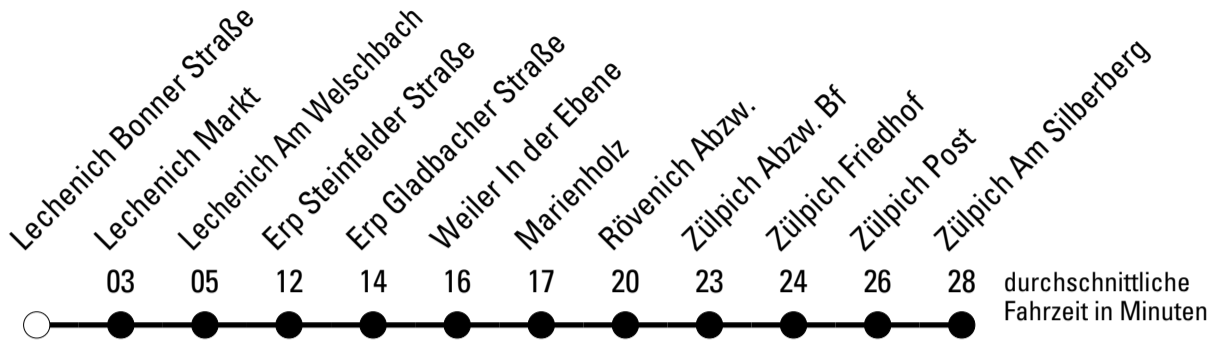 Lechenich Bonner Straße
Lechenich Markt
Lechenich Am Welschbach
Erp Steinfelder Straße
Erp Gladbacher Straße
Weiler In der Ebene
Marienholz
Rövenich Abzw.
Zülpich Abzw. Bf
Zülpich Friedhof
Zülpich Post
Zülpich Am Silberberg
03 05 12 14 16 17 20 23 24 26 28
durchschnittliche
Fahrzeit in Minuten